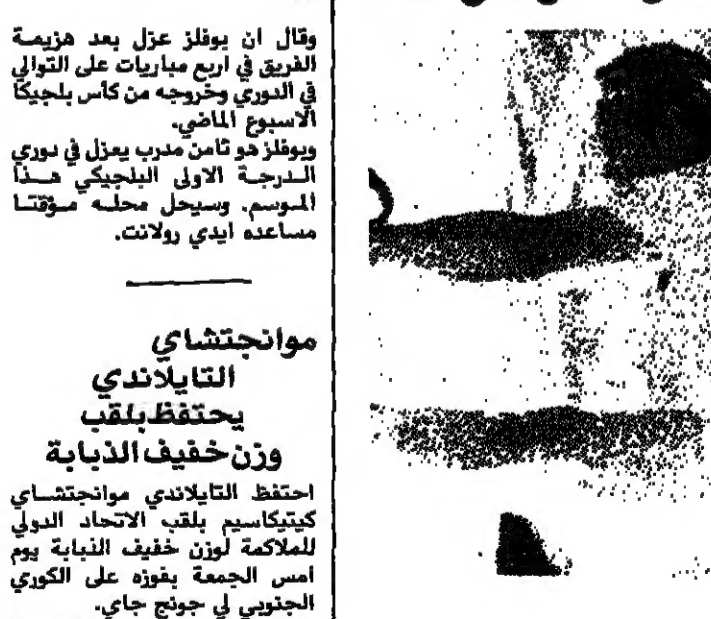 وقال ان يوفلز عزل بعد هزيمة
الفريق في اربع مباريات على التوالي
في الدوري وخروجه من كأس بلجيكا
الاسبوع الماضي.
ويوفلز هو ثامن مدرب يعزل في دوري
الدرجة الاولى البلجيكي هذا
الموسم. وسيحل محله مؤقتا
مساعده ايدي رولانت.
موانجتشاي
التايلاندي
يحتفظ بلقب
وزن خفيف الذبابة
احتفظ التايلاندي موانجتشاي
كيتيكاسيم بلقب الاتحاد الدولي
للملاكمة لوزن خفيف الذبابة يوم
امس الجمعة بفوزه على الكوري
الجنوبي لي جونج جاي.